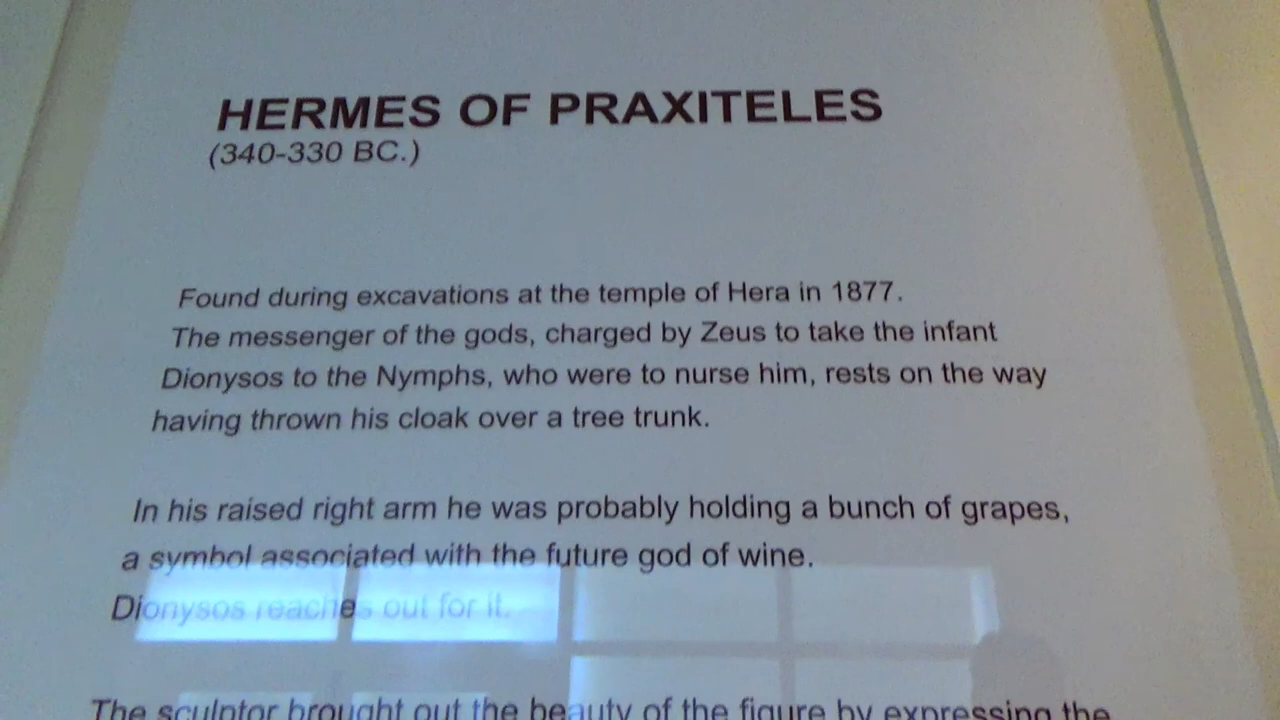 HERMES OF PRAXITELES
(340-330 BC.)
Found during excavations at the temple of Hera in 1877.
The messenger of the gods, charged by Zeus to take the infant
Dionysos to the Nymphs, who were to nurse him, rests on the way
having thrown his cloak over a tree trunk.
In his raised right arm he was probably holding a bunch of grapes,
a symbol associated with the future god of wine.
Dionysos reaches out for it.
The sculptor brought out the beauty of the figure by expressing the